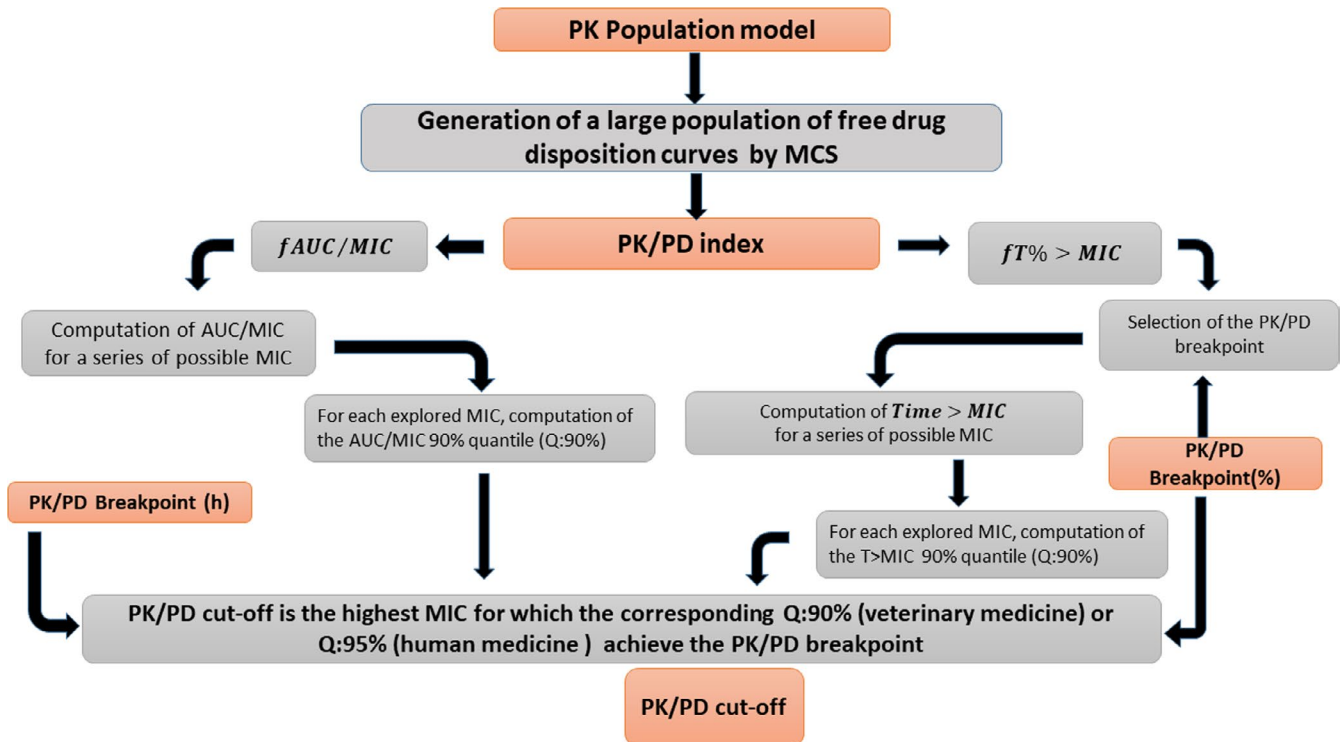 PK Population model
Generation of a large population of free drug
disposition curves by MCS
PK/PD index
fAUC/MIC
fT% > MIC
Computation of AUC/MIC
for a series of possible MIC
Selection of the PK/PD
breakpoint
For each explored MIC, computation of
the AUC/MIC 90% quantile (Q:90%)
Computation of Time > MIC
for a series of possible MIC
PK/PD
Breakpoint(%)
PK/PD Breakpoint (h)
For each explored MIC, computation of
the T>MIC 90% quantile (Q:90%)
PK/PD cut-off is the highest MIC for which the corresponding Q:90% (veterinary medicine) or
Q:95% (human medicine ) achieve the PK/PD breakpoint
PK/PD cut-off